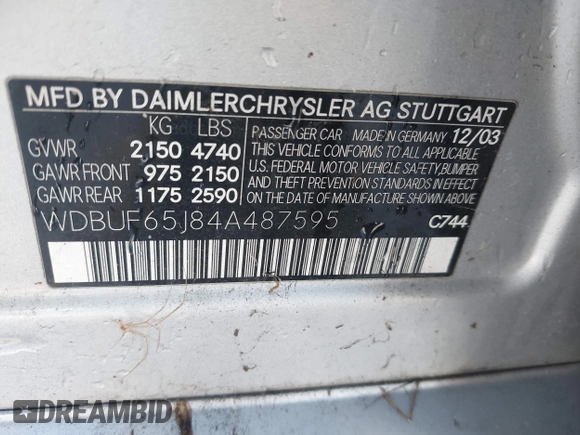 MFD BY DAIMLERCHRYSLER AG STUTTGART
KG LBS
GVWR 2150 4740
GAWR FRONT 975 2150
GAWR REAR 1175 2590
PASSENGER CAR MADE IN GERMANY 12/03
THIS VEHICLE CONFORMS TO ALL APPLICABLE
U.S. FEDERAL MOTOR VEHICLE SAFETY, BUMPER
AND THEFT PREVENTION STANDARDS IN EFFECT
ON THE DATE OF MANUFACTURE SHOWN ABOVE.
WDBUF65J84A487595 C744
DREAMBID